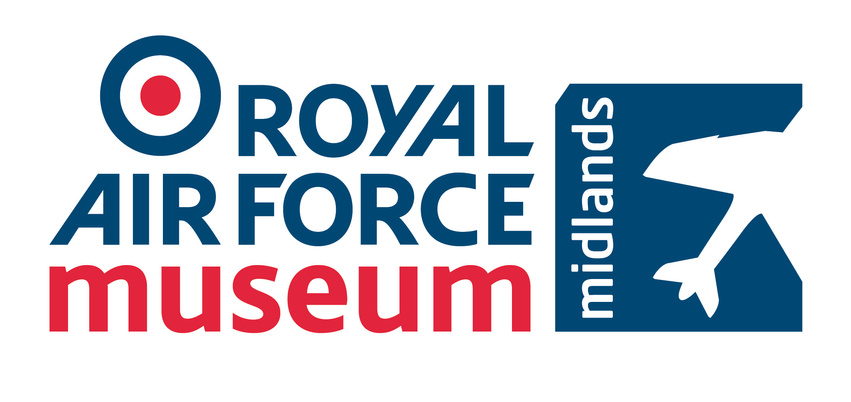 ROYAL
AIR FORCE
museum
midlands